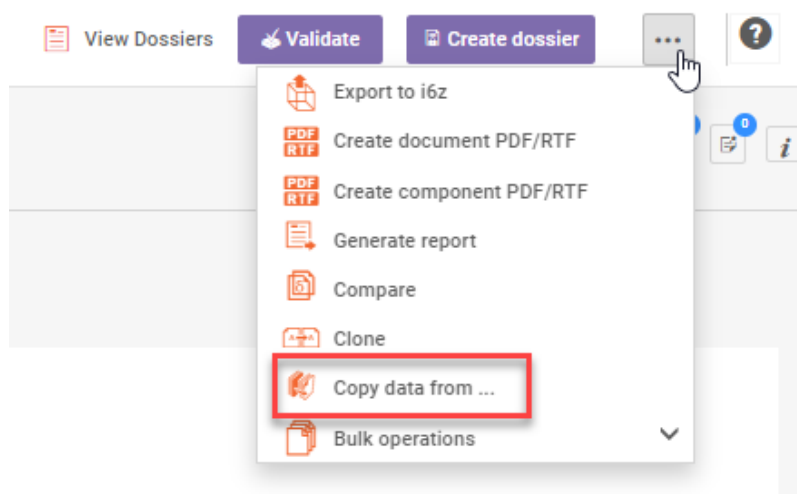 View Dossiers
Validate
Create dossier
...
?
Export to i6z
PDF
RTF
Create document PDF/RTF
PDF
RTF
Create component PDF/RTF
Generate report
Compare
Clone
Copy data from ...
Bulk operations
0
i